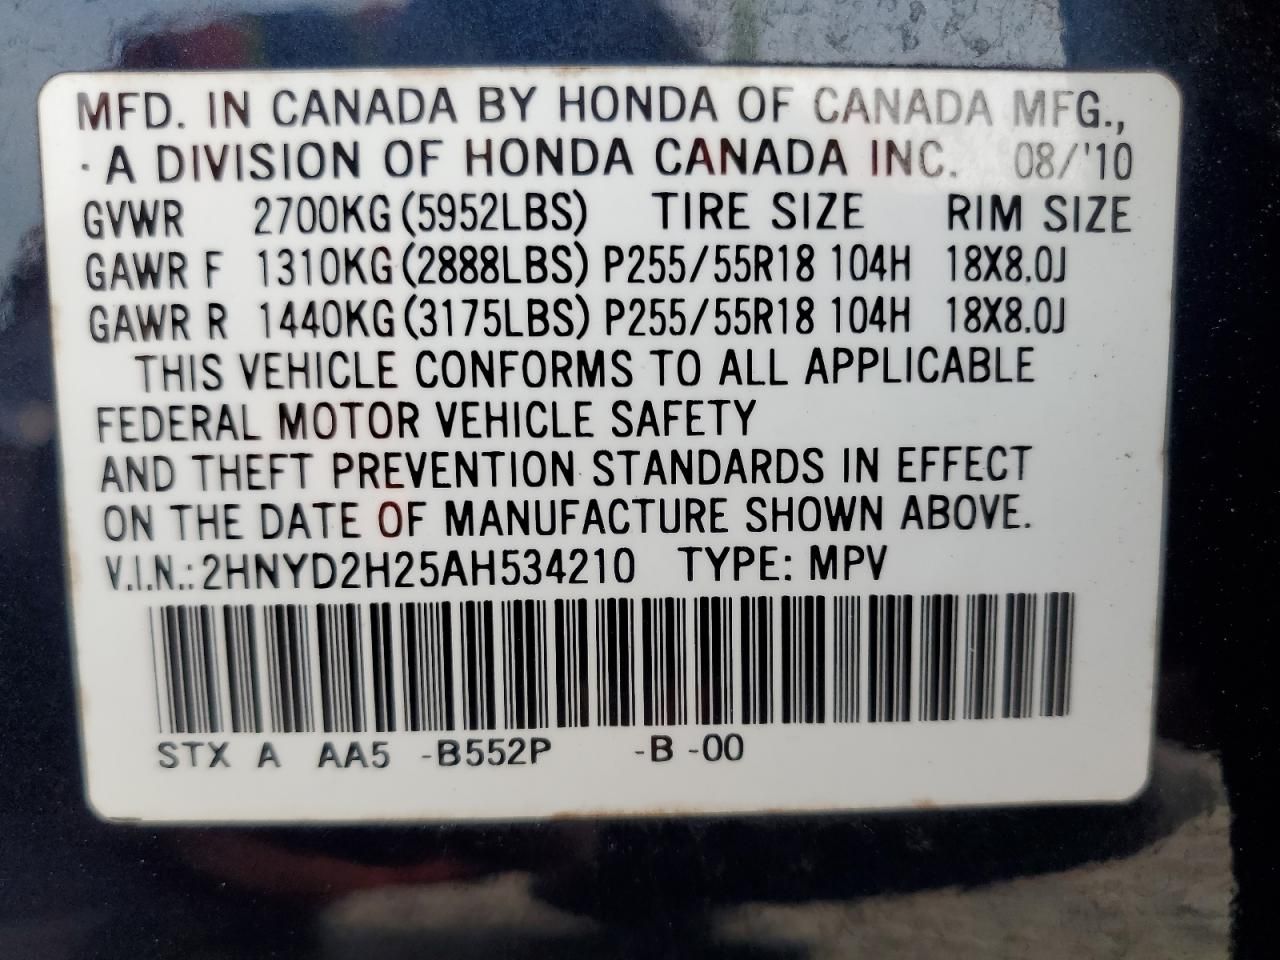 MFD. IN CANADA BY HONDA OF CANADA MFG.,
· A DIVISION OF HONDA CANADA INC. 08/'10
GVWR 2700KG (5952LBS) TIRE SIZE RIM SIZE
GAWR F 1310KG (2888LBS) P255/55R18 104H 18X8.0J
GAWR R 1440KG (3175LBS) P255/55R18 104H 18X8.0J
THIS VEHICLE CONFORMS TO ALL APPLICABLE
FEDERAL MOTOR VEHICLE SAFETY
AND THEFT PREVENTION STANDARDS IN EFFECT
ON THE DATE OF MANUFACTURE SHOWN ABOVE.
V.I.N.: 2HNYD2H25AH534210 TYPE: MPV
STX A AA5 -B552P -B -00